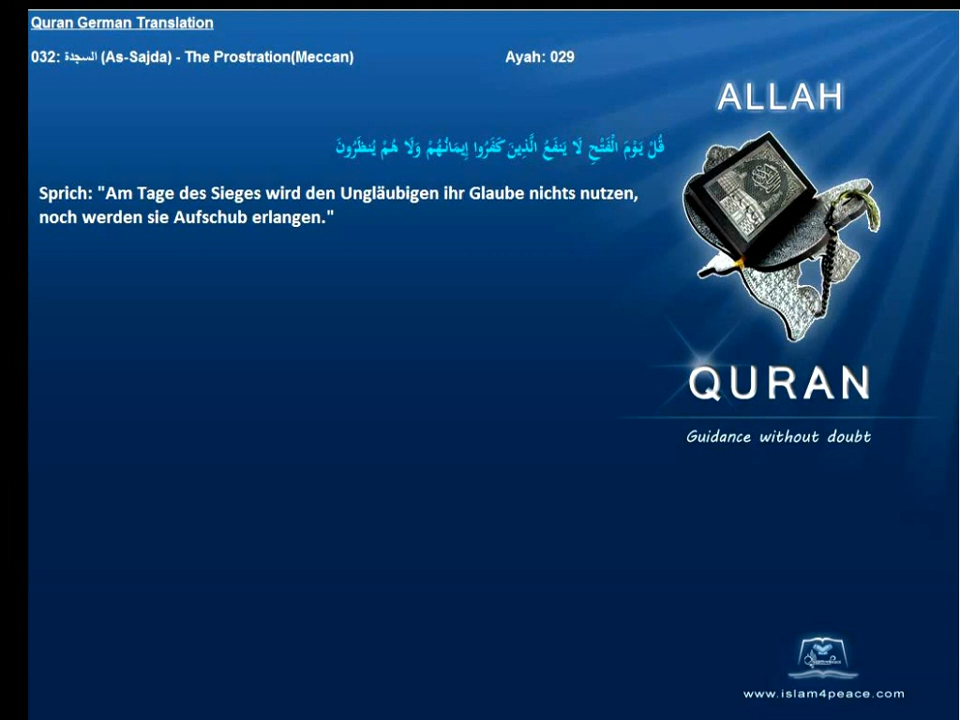 Quran German Translation
032: السجدة (As-Sajda) - The Prostration(Meccan) Ayah: 029
ALLAH
قُلْ يَوْمَ الْفَتْحِ لَا يَنفَعُ الَّذِينَ كَفَرُوا إِيمَانُهُمْ وَلَا هُمْ يُنظَرُونَ
Sprich: "Am Tage des Sieges wird den Ungläubigen ihr Glaube nichts nutzen,
noch werden sie Aufschub erlangen."
QURAN
Guidance without doubt
www.islam4peace.com